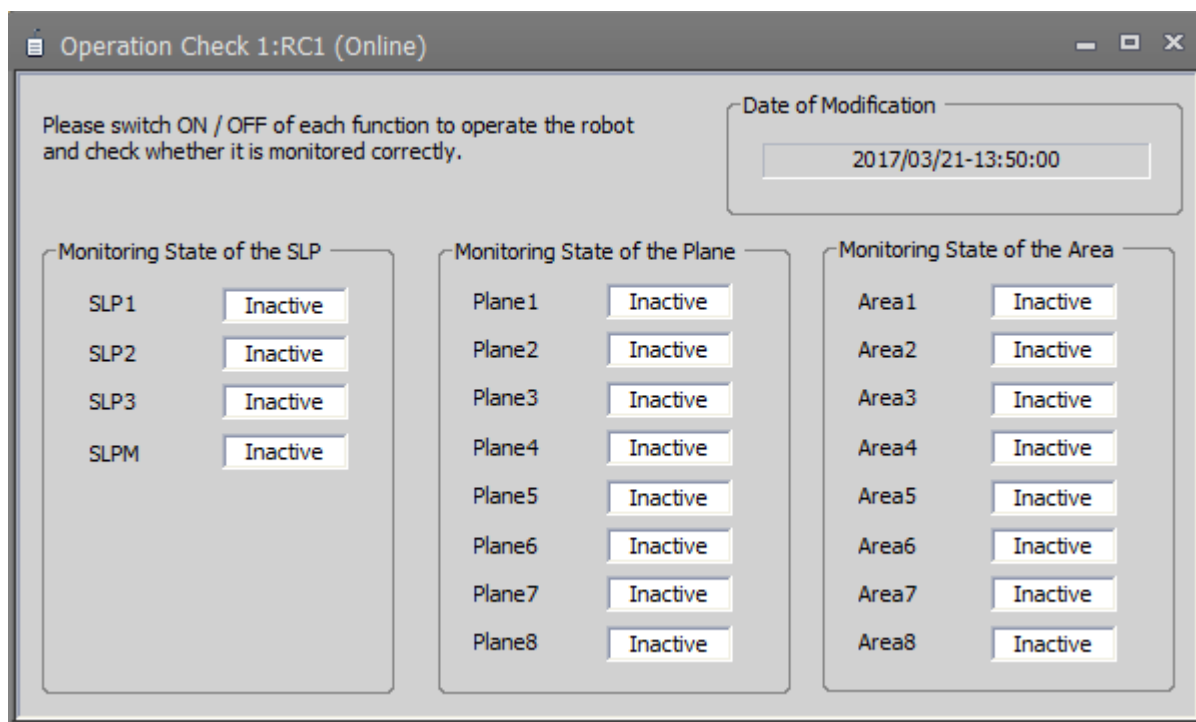 Operation Check 1:RC1 (Online)
Please switch ON / OFF of each function to operate the robot
and check whether it is monitored correctly.
Date of Modification
2017/03/21-13:50:00
Monitoring State of the SLP
SLP1 Inactive
SLP2 Inactive
SLP3 Inactive
SLPM Inactive
Monitoring State of the Plane
Plane1 Inactive
Plane2 Inactive
Plane3 Inactive
Plane4 Inactive
Plane5 Inactive
Plane6 Inactive
Plane7 Inactive
Plane8 Inactive
Monitoring State of the Area
Area1 Inactive
Area2 Inactive
Area3 Inactive
Area4 Inactive
Area5 Inactive
Area6 Inactive
Area7 Inactive
Area8 Inactive